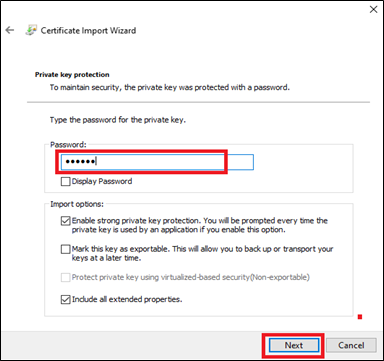 Certificate Import Wizard
Private key protection
To maintain security, the private key was protected with a password.
Type the password for the private key.
Password:
••••••
Display Password
Import options:
Enable strong private key protection. You will be prompted every time the
private key is used by an application if you enable this option.
Mark this key as exportable. This will allow you to back up or transport your
keys at a later time.
Protect private key using virtualized-based security(Non-exportable)
Include all extended properties.
Next
Cancel